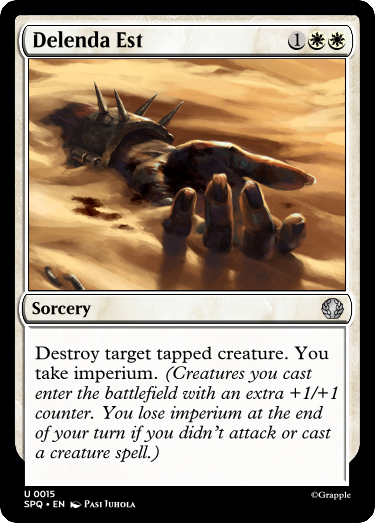 Delenda Est 1
Sorcery
Destroy target tapped creature. You
take imperium. (Creatures you cast
enter the battlefield with an extra +1/+1
counter. You lose imperium at the end
of your turn if you didn't attack or cast
a creature spell.)
U 0015
SPQ • EN Pasi Juhola
©Grapple